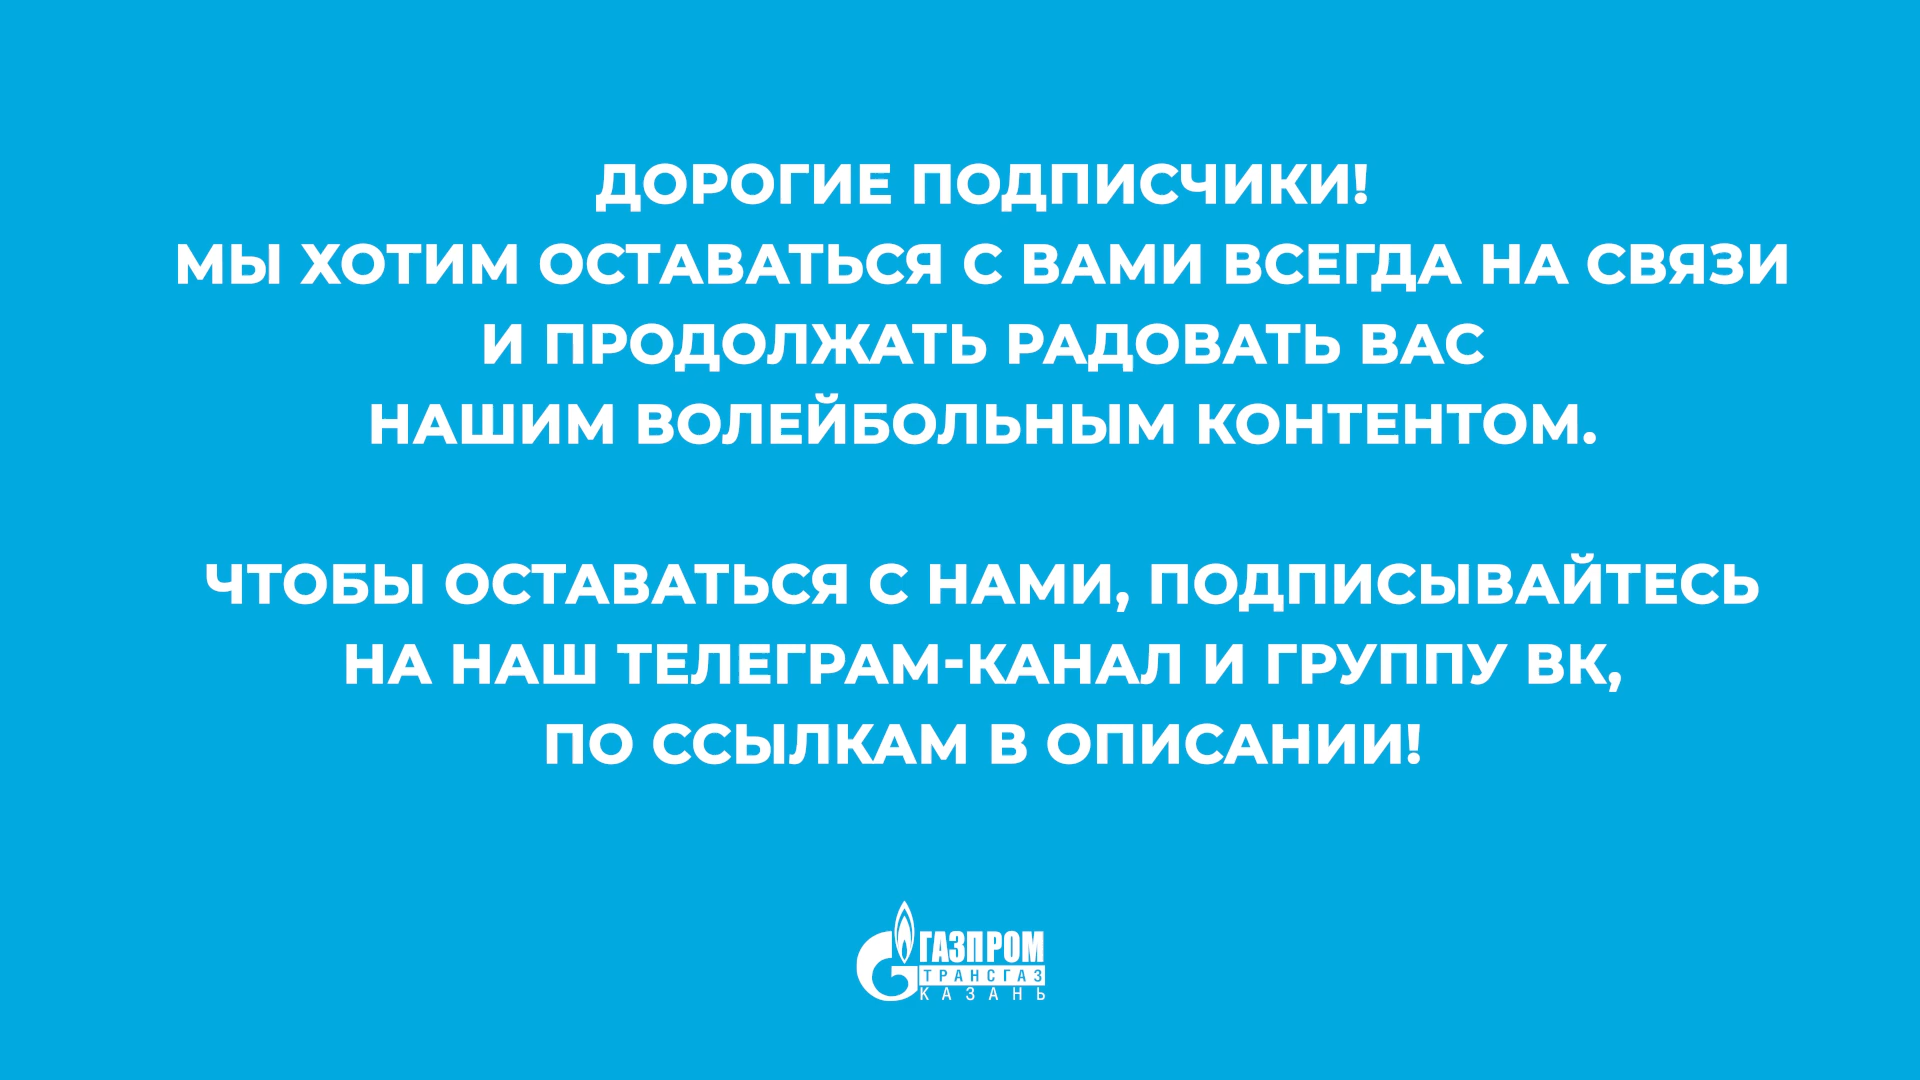 ДОРОГИЕ ПОДПИСЧИКИ!
МЫ ХОТИМ ОСТАВАТЬСЯ С ВАМИ ВСЕГДА НА СВЯЗИ
И ПРОДОЛЖАТЬ РАДОВАТЬ ВАС
НАШИМ ВОЛЕЙБОЛЬНЫМ КОНТЕНТОМ.
ЧТОБЫ ОСТАВАТЬСЯ С НАМИ, ПОДПИСЫВАЙТЕСЬ
НА НАШ ТЕЛЕГРАМ-КАНАЛ И ГРУППУ ВК,
ПО ССЫЛКАМ В ОПИСАНИИ!
ГАЗПРОМ
ТРАНСГАЗ
КАЗАНЬ